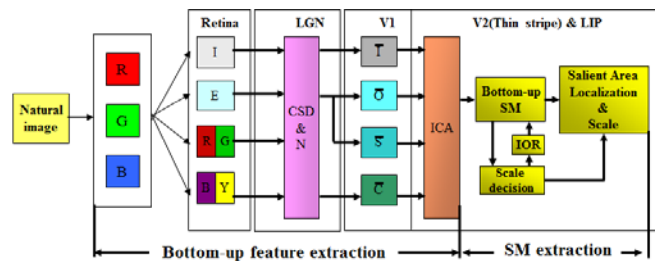 Retina
LGN
V1
V2(Thin stripe) & LIP
Natural
image
R
G
B
I
E
R G
B Y
CSD
&
N
I
O
S
C
ICA
Bottom-up
SM
IOR
Scale
decision
Salient Area
Localization
&
Scale
Bottom-up feature extraction
SM extraction